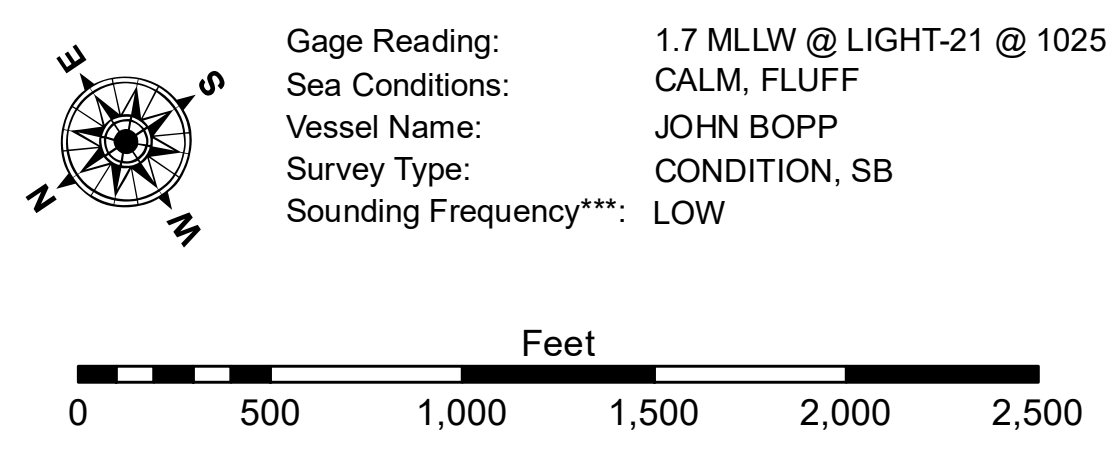 E
S
N
W
Gage Reading: 1.7 MLLW @ LIGHT-21 @ 1025
Sea Conditions: CALM, FLUFF
Vessel Name: JOHN BOPP
Survey Type: CONDITION, SB
Sounding Frequency***: LOW
Feet
0 500 1,000 1,500 2,000 2,500